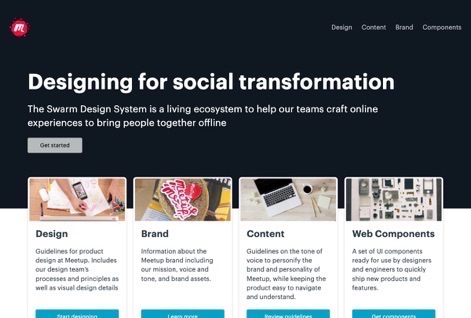 m
Design Content Brand Components
Designing for social transformation
The Swarm Design System is a living ecosystem to help our teams craft online
experiences to bring people together offline
Get started
Design
Guidelines for product
design at Meetup. Includes
our design team's
processes and principles as
well as visual design details
Start designing
Brand
Information about the
Meetup brand including
our mission, voice and
tone, and brand assets.
Learn more
Content
Guidelines on the tone of
voice to personify the
brand and personality of
Meetup, while keeping the
product easy to navigate
and understand.
Review guidelines
Web Components
A set of UI components
ready for use by designers
and engineers to quickly
ship new products and
features.
Get components